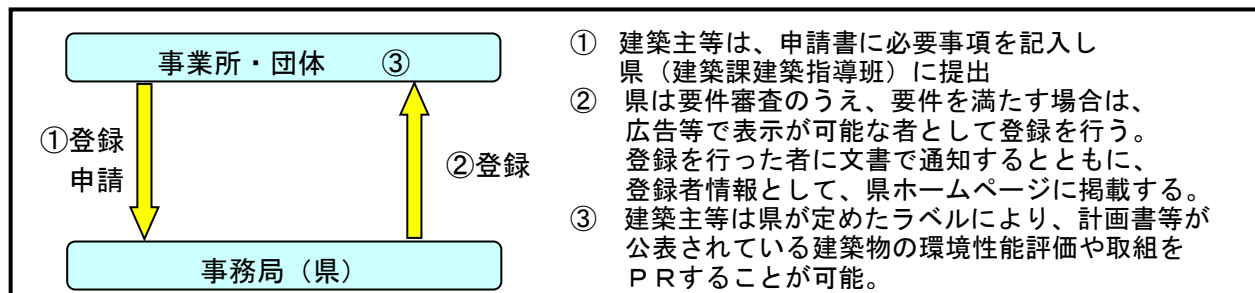 事業所・団体 ③
①登録
申請
②登録
事務局（県）
① 建築主等は、申請書に必要事項を記入し
県（建築課建築指導班）に提出
② 県は要件審査のうえ、要件を満たす場合は、
広告等で表示が可能な者として登録を行う。
登録を行った者に文書で通知するとともに、
登録者情報として、県ホームページに掲載する。
③ 建築主等は県が定めたラベルにより、計画書等が
公表されている建築物の環境性能評価や取組を
ＰＲすることが可能。